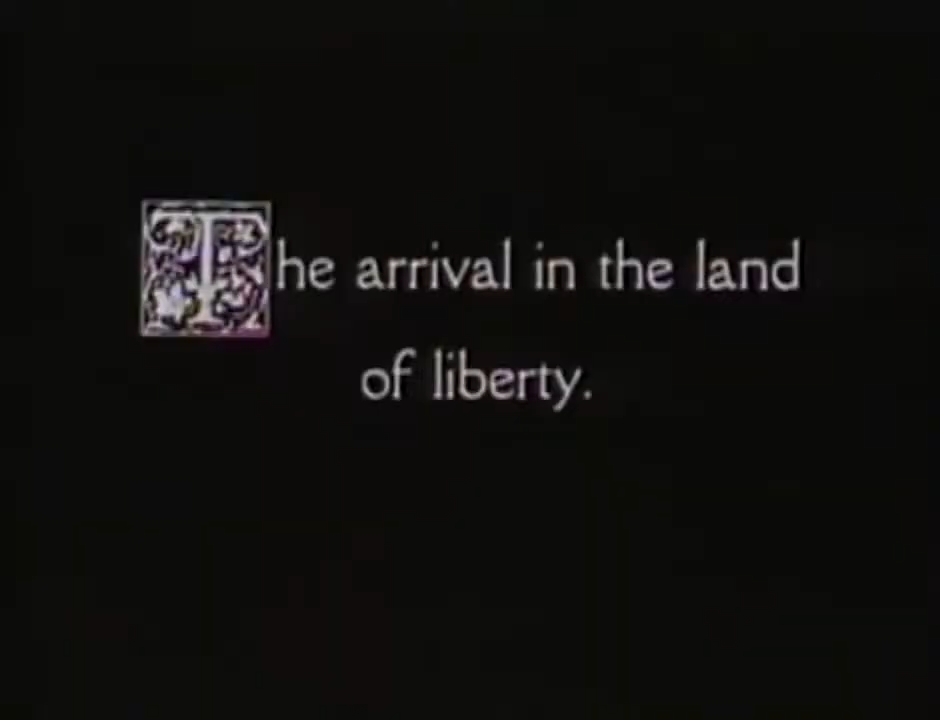 The arrival in the land
of liberty.